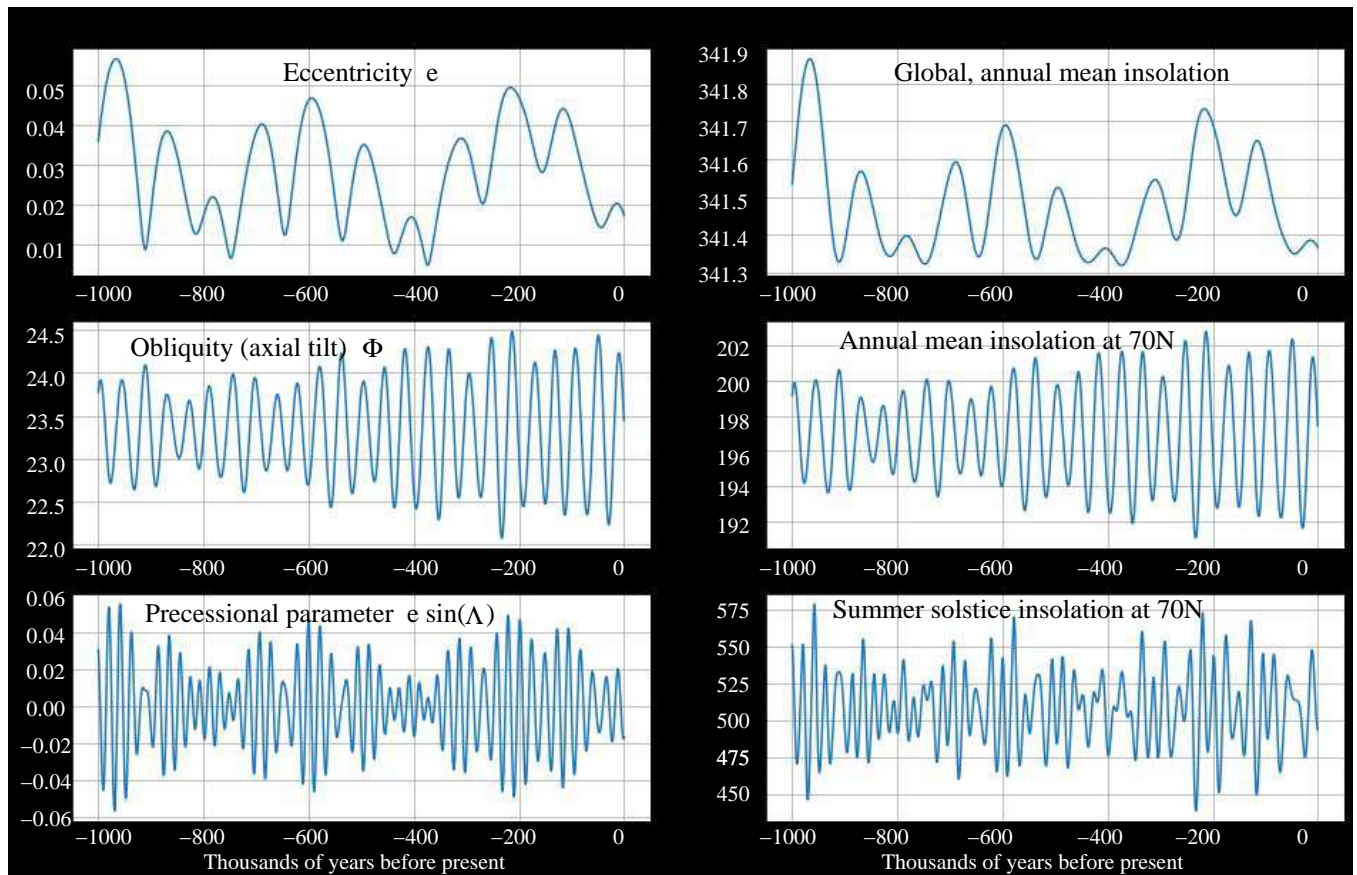 Eccentricity e
0.05
0.04
0.03
0.02
0.01
−1000 −800 −600 −400 −200 0
Global, annual mean insolation
341.9
341.8
341.7
341.6
341.5
341.4
341.3
−1000 −800 −600 −400 −200 0
Obliquity (axial tilt) Φ
24.5
24.0
23.5
23.0
22.5
22.0
−1000 −800 −600 −400 −200 0
Annual mean insolation at 70N
202
200
198
196
194
192
−1000 −800 −600 −400 −200 0
Precessional parameter e sin(Λ)
0.06
0.04
0.02
0.00
−0.02
−0.04
−0.06
−1000 −800 −600 −400 −200 0
Thousands of years before present
Summer solstice insolation at 70N
575
550
525
500
475
450
−1000 −800 −600 −400 −200 0
Thousands of years before present